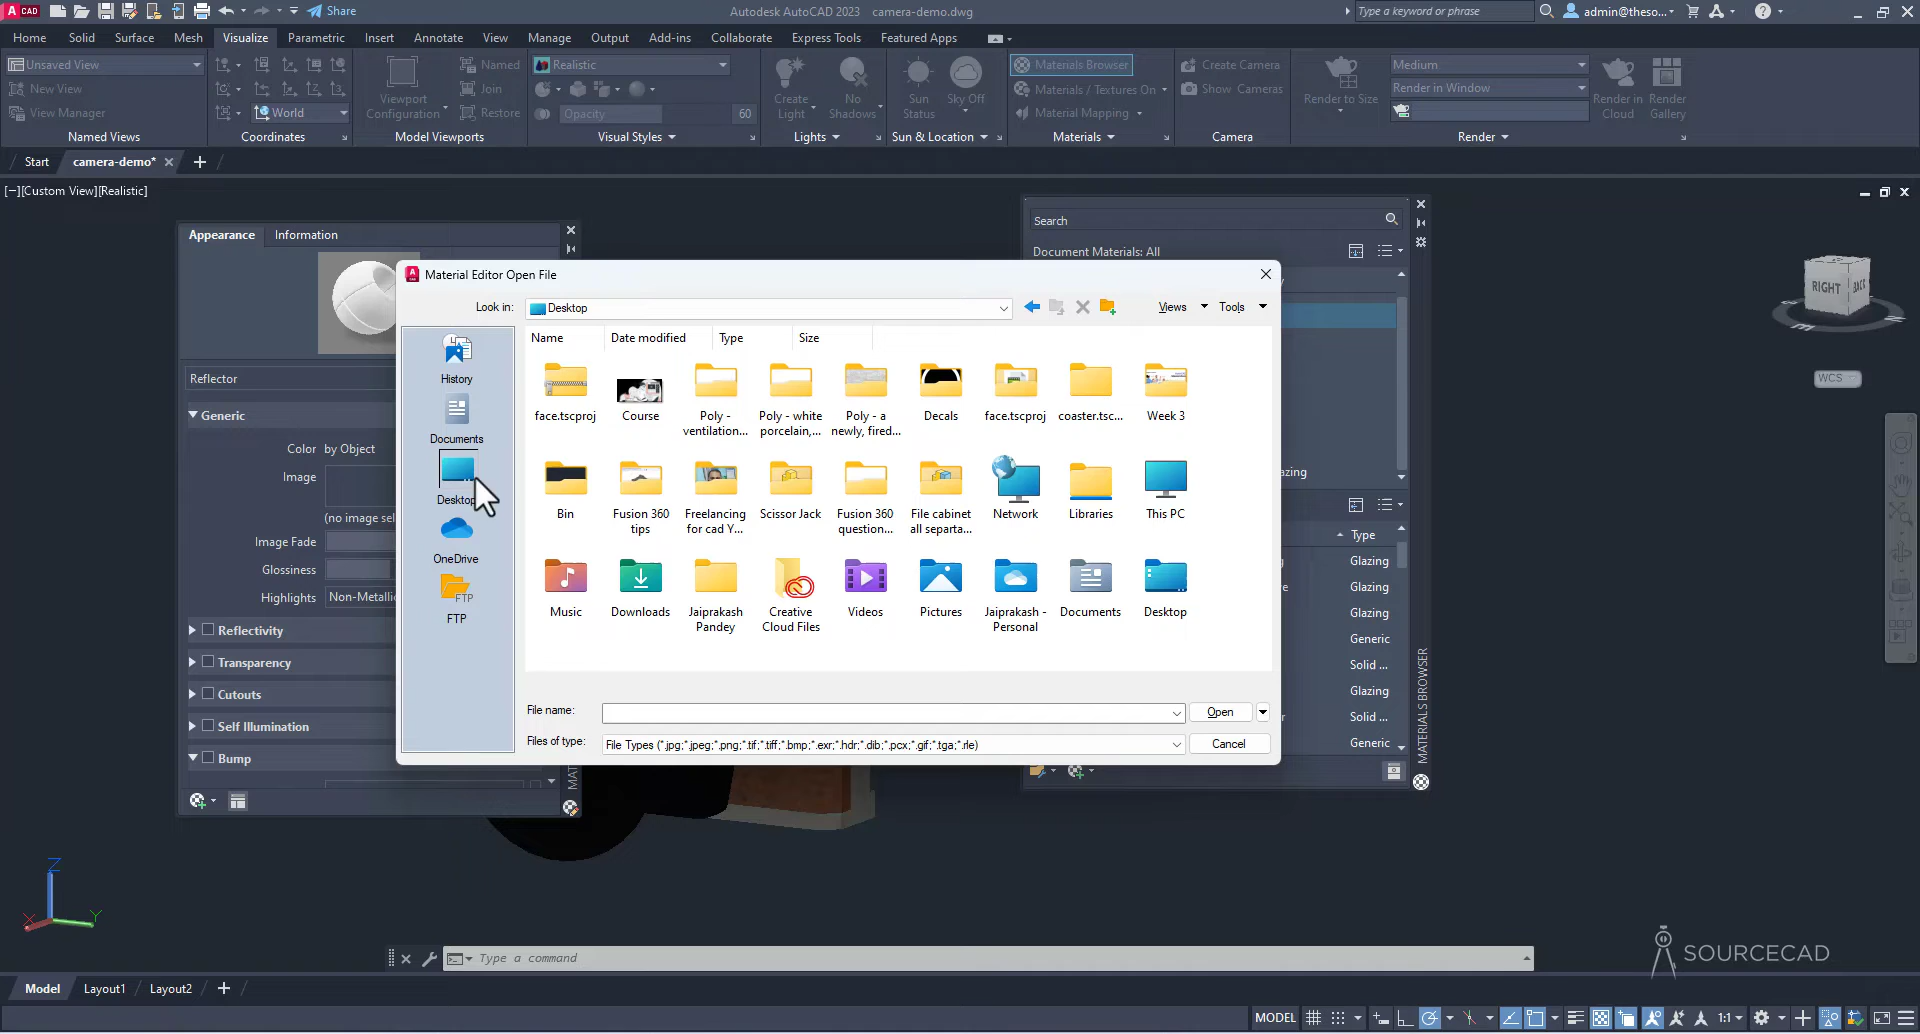 A CAD
Share
Autodesk AutoCAD 2023 camera-demo.dwg
Type a keyword or phrase
admin@theso...
Home Solid Surface Mesh Visualize Parametric Insert Annotate View Manage Output Add-ins Collaborate Express Tools Featured Apps
Unsaved View
New View
View Manager
Named Views
World
Coordinates
Viewport
Configuration
Named
Join
Restore
Model Viewports
Realistic
Opacity 60
Visual Styles
Create
Light
No
Shadows
Lights
Sun
Status
Sky Off
Sun & Location
Materials Browser
Materials / Textures On
Material Mapping
Materials
Create Camera
Show Cameras
Camera
Render to Size
Medium
Render in Window
Render in
Cloud
Render
Gallery
Render
Start camera-demo*
[−][Custom View][Realistic]
Appearance Information
Reflector
Generic
Color by Object
Image
(no image sel
Image Fade
Glossiness
Highlights Non-Metallic
Reflectivity
Transparency
Cutouts
Self Illumination
Bump
Material Editor Open File
Look in: Desktop
Views Tools
History
Documents
Desktop
OneDrive
FTP
FTP
Name Date modified Type Size
face.tscproj
Course
Poly -
ventilation...
Poly - white
porcelain,...
Poly - a
newly, fired...
Decals
face.tscproj
coaster.tsc...
Week 3
Bin
Fusion 360
tips
Freelancing
for cad Y...
Scissor Jack
Fusion 360
question...
File cabinet
all separta...
Network
Libraries
This PC
Music
Downloads
Jaiprakash
Pandey
Creative
Cloud Files
Videos
Pictures
Jaiprakash -
Personal
Documents
Desktop
File name:
Open
Files of type: File Types (*.jpg;*.jpeg;*.png;*.tif;*.tiff;*.bmp;*.exr;*.hdr;*.dib;*.pcx;*.gif;*.tga;*.rle)
Cancel
Search
Document Materials: All
azing
Type
Glazing
Glazing
Glazing
Generic
Solid ...
Glazing
Solid ...
Generic
MATERIALS BROWSER
RIGHT BACK
WCS
Z
X
Y
Type a command
SOURCECAD
Model Layout1 Layout2
MODEL
1:1